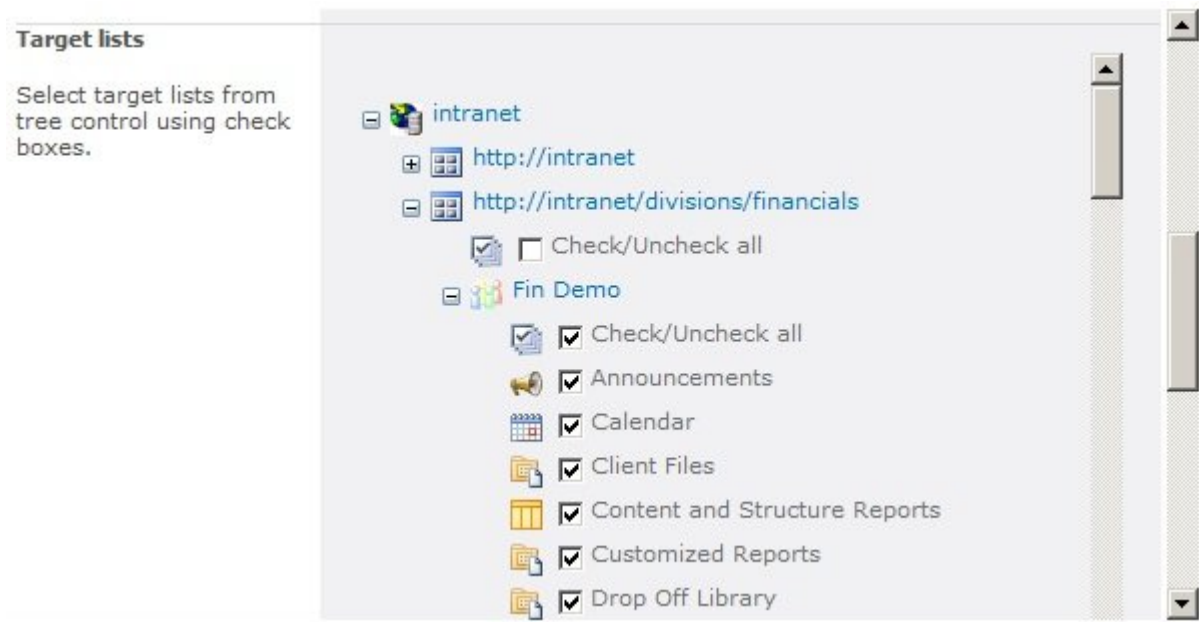 Target lists
Select target lists from
tree control using check
boxes.
intranet
http://intranet
http://intranet/divisions/financials
Check/Uncheck all
Fin Demo
Check/Uncheck all
Announcements
Calendar
Client Files
Content and Structure Reports
Customized Reports
Drop Off Library